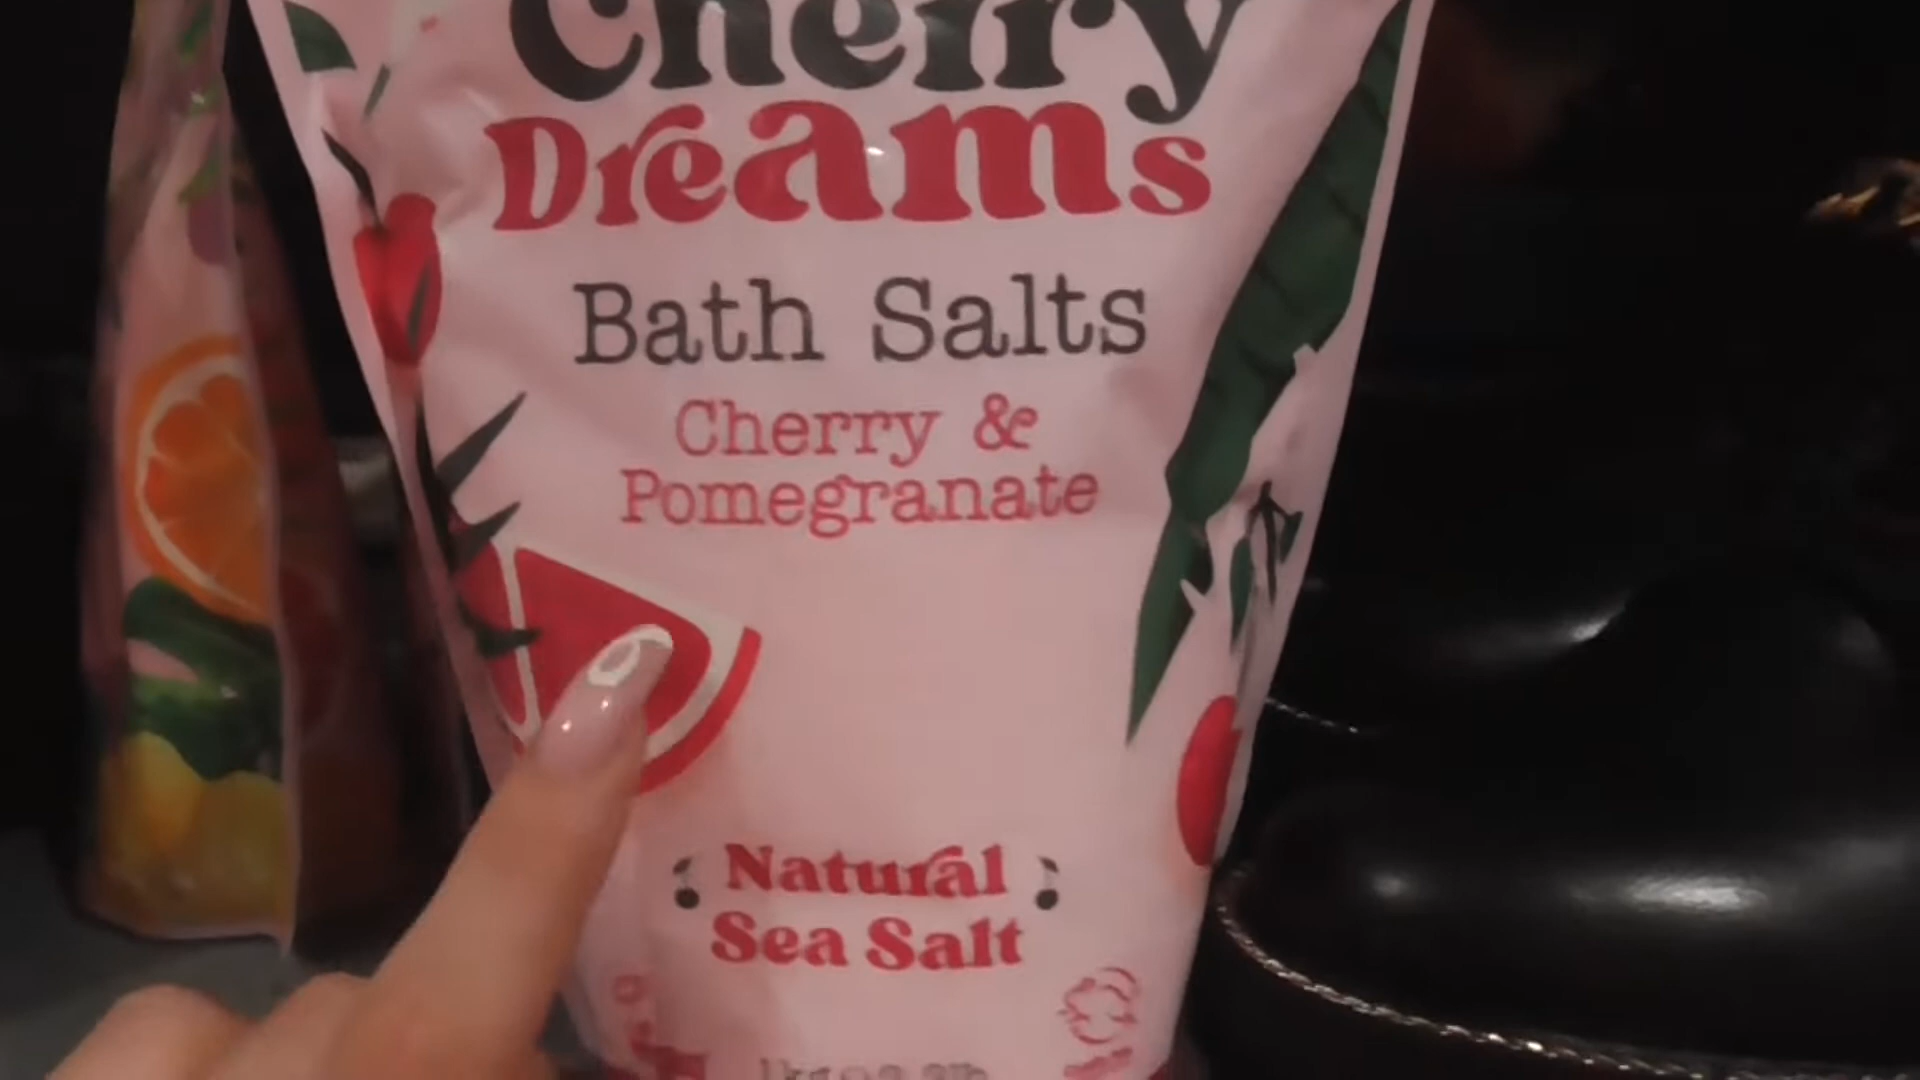 Cherry
Dreams
Bath Salts
Cherry &
Pomegranate
Natural
Sea Salt